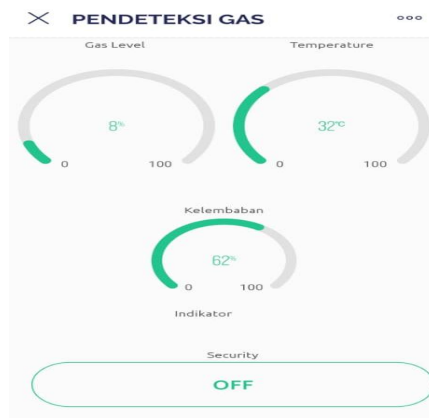 PENDETEKSI GAS
Gas Level
Temperature
8%
32°C
0
100
0
100
Kelembaban
62%
0
100
Indikator
Security
OFF